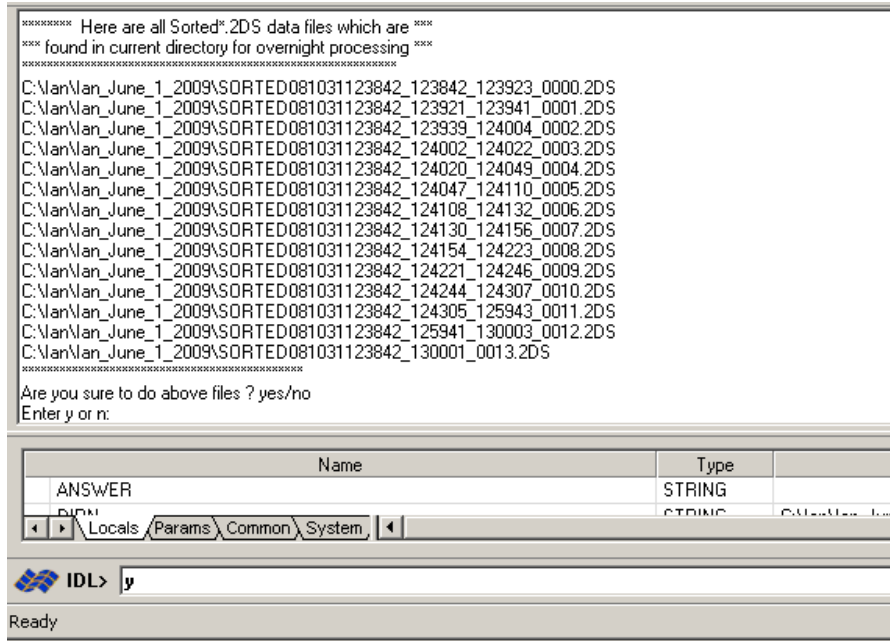 ******** Here are all Sorted*.2DS data files which are ***
*** found in current directory for overnight processing ***
************************************************************
C:\Ian\Ian_June_1_2009\SORTED081031123842_123842_123923_0000.2DS
C:\Ian\Ian_June_1_2009\SORTED081031123842_123921_123941_0001.2DS
C:\Ian\Ian_June_1_2009\SORTED081031123842_123939_124004_0002.2DS
C:\Ian\Ian_June_1_2009\SORTED081031123842_124002_124022_0003.2DS
C:\Ian\Ian_June_1_2009\SORTED081031123842_124020_124049_0004.2DS
C:\Ian\Ian_June_1_2009\SORTED081031123842_124047_124110_0005.2DS
C:\Ian\Ian_June_1_2009\SORTED081031123842_124108_124132_0006.2DS
C:\Ian\Ian_June_1_2009\SORTED081031123842_124130_124156_0007.2DS
C:\Ian\Ian_June_1_2009\SORTED081031123842_124154_124223_0008.2DS
C:\Ian\Ian_June_1_2009\SORTED081031123842_124221_124246_0009.2DS
C:\Ian\Ian_June_1_2009\SORTED081031123842_124244_124307_0010.2DS
C:\Ian\Ian_June_1_2009\SORTED081031123842_124305_125943_0011.2DS
C:\Ian\Ian_June_1_2009\SORTED081031123842_125941_130003_0012.2DS
C:\Ian\Ian_June_1_2009\SORTED081031123842_130001_0013.2DS
*********************************************
Are you sure to do above files ? yes/no
Enter y or n:
Name Type
ANSWER STRING
Locals Params Common System
IDL> y
Ready